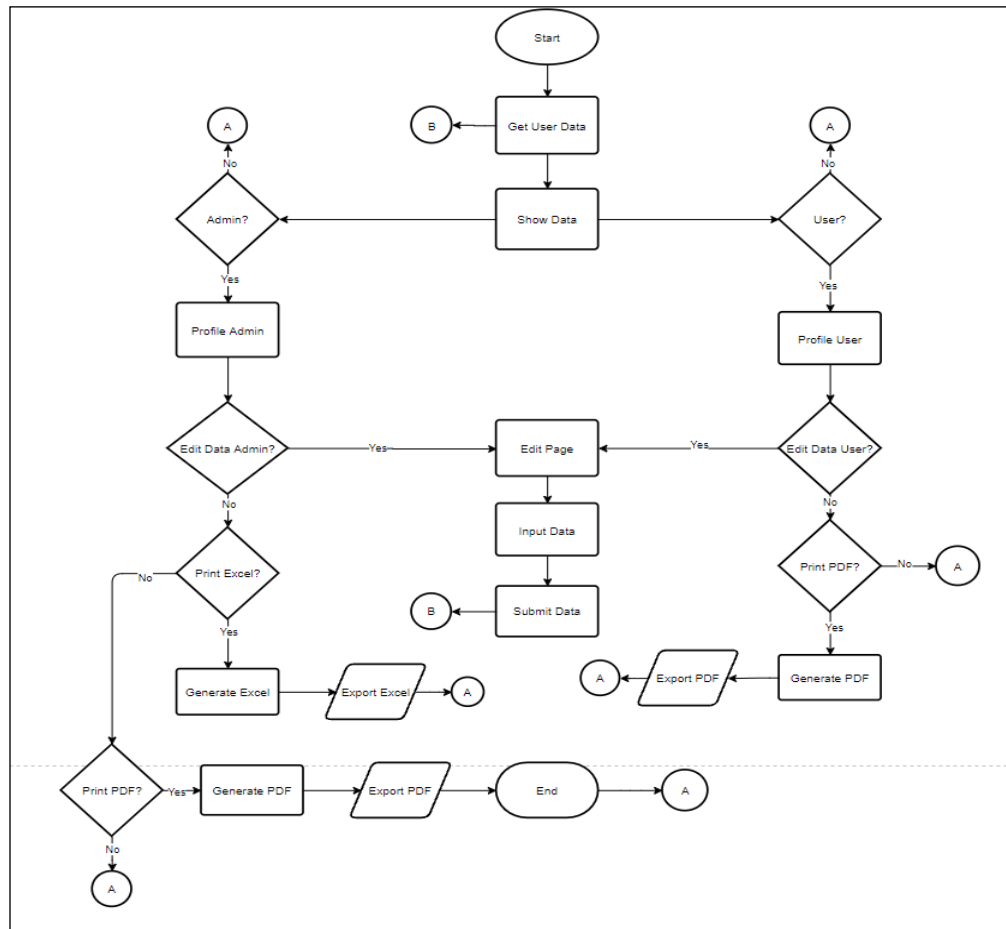 Start
Get User Data
B
A
A
No
No
Admin?
Show Data
User?
Yes
Yes
Profile Admin
Profile User
Edit Data Admin?
Yes
Edit Page
Yes
Edit Data User?
No
No
Input Data
Print Excel?
No
Print PDF?
No
A
B
Submit Data
Yes
Yes
Generate Excel
Export Excel
A
A
Export PDF
Generate PDF
Print PDF?
Yes
Generate PDF
Export PDF
End
A
No
A